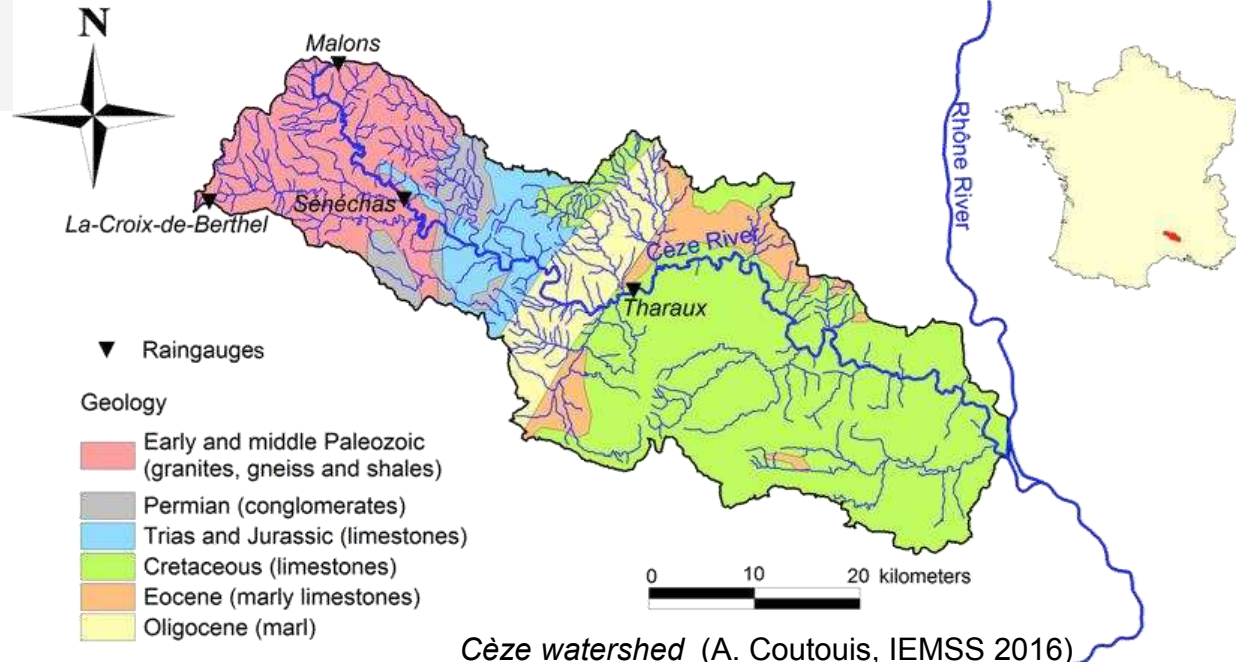 N
Malons
La-Croix-de-Berthel
Sénéchas
Cèze River
Tharaux
Rhône River
Raingauges
Geology
Early and middle Paleozoic
(granites, gneiss and shales)
Permian (conglomerates)
Trias and Jurassic (limestones)
Cretaceous (limestones)
Eocene (marly limestones)
Oligocene (marl)
0 10 20 kilometers
Cèze watershed (A. Coutouis, IEMSS 2016)